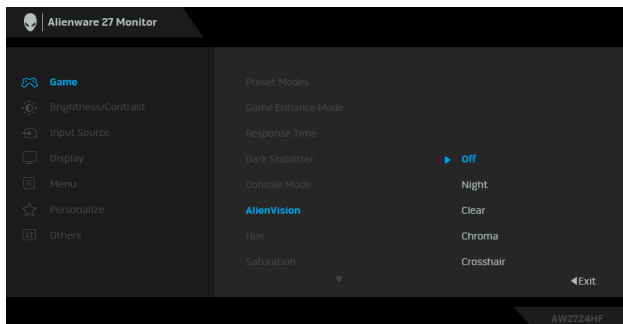 Alienware 27 Monitor
Game
Brightness/Contrast
Input Source
Display
Menu
Personalize
Others
Preset Modes
Game Enhance Mode
Response Time
Dark Stabilizer
Console Mode
AlienVision
Hue
Saturation
Off
Night
Clear
Chroma
Crosshair
Exit
AW2724HF